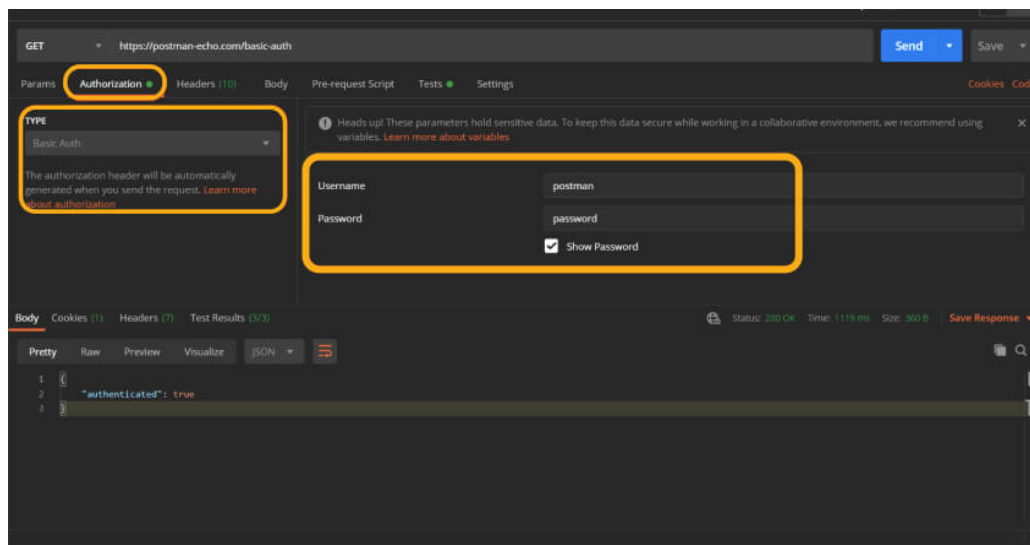 GET https://postman-echo.com/basic-auth Send Save
Params Authorization Headers (10) Body Pre-request Script Tests Settings Cookies Cod
TYPE
Basic Auth
The authorization header will be automatically
generated when you send the request. Learn more
about authorization
Heads up! These parameters hold sensitive data. To keep this data secure while working in a collaborative environment, we recommend using
variables. Learn more about variables
Username postman
Password password
Show Password
Body Cookies (1) Headers (7) Test Results (3/3) Status: 200 OK Time: 1119 ms Size: 360 B Save Response
Pretty Raw Preview Visualize JSON
1 {
2 "authenticated": true
3 }